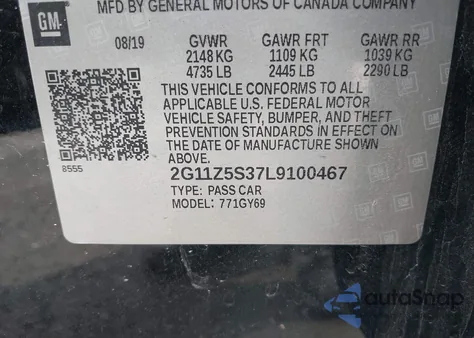 MFD BY GENERAL MOTORS OF CANADA COMPANY
GM
08/19 GVWR GAWR FRT GAWR RR
2148 KG 1109 KG 1039 KG
4735 LB 2445 LB 2290 LB
THIS VEHICLE CONFORMS TO ALL
APPLICABLE U.S. FEDERAL MOTOR
VEHICLE SAFETY, BUMPER, AND THEFT
PREVENTION STANDARDS IN EFFECT ON
THE DATE OF MANUFACTURE SHOWN
ABOVE.
8555
2G11Z5S37L9100467
TYPE: PASS CAR
MODEL: 771GY69
autoSnap